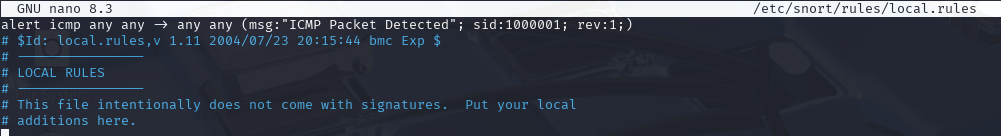 GNU nano 8.3 /etc/snort/rules/local.rules
alert icmp any any -> any any (msg:"ICMP Packet Detected"; sid:1000001; rev:1;)
# $Id: local.rules,v 1.11 2004/07/23 20:15:44 bmc Exp $
# ----------------
# LOCAL RULES
# ----------------
# This file intentionally does not come with signatures.  Put your local
# additions here.